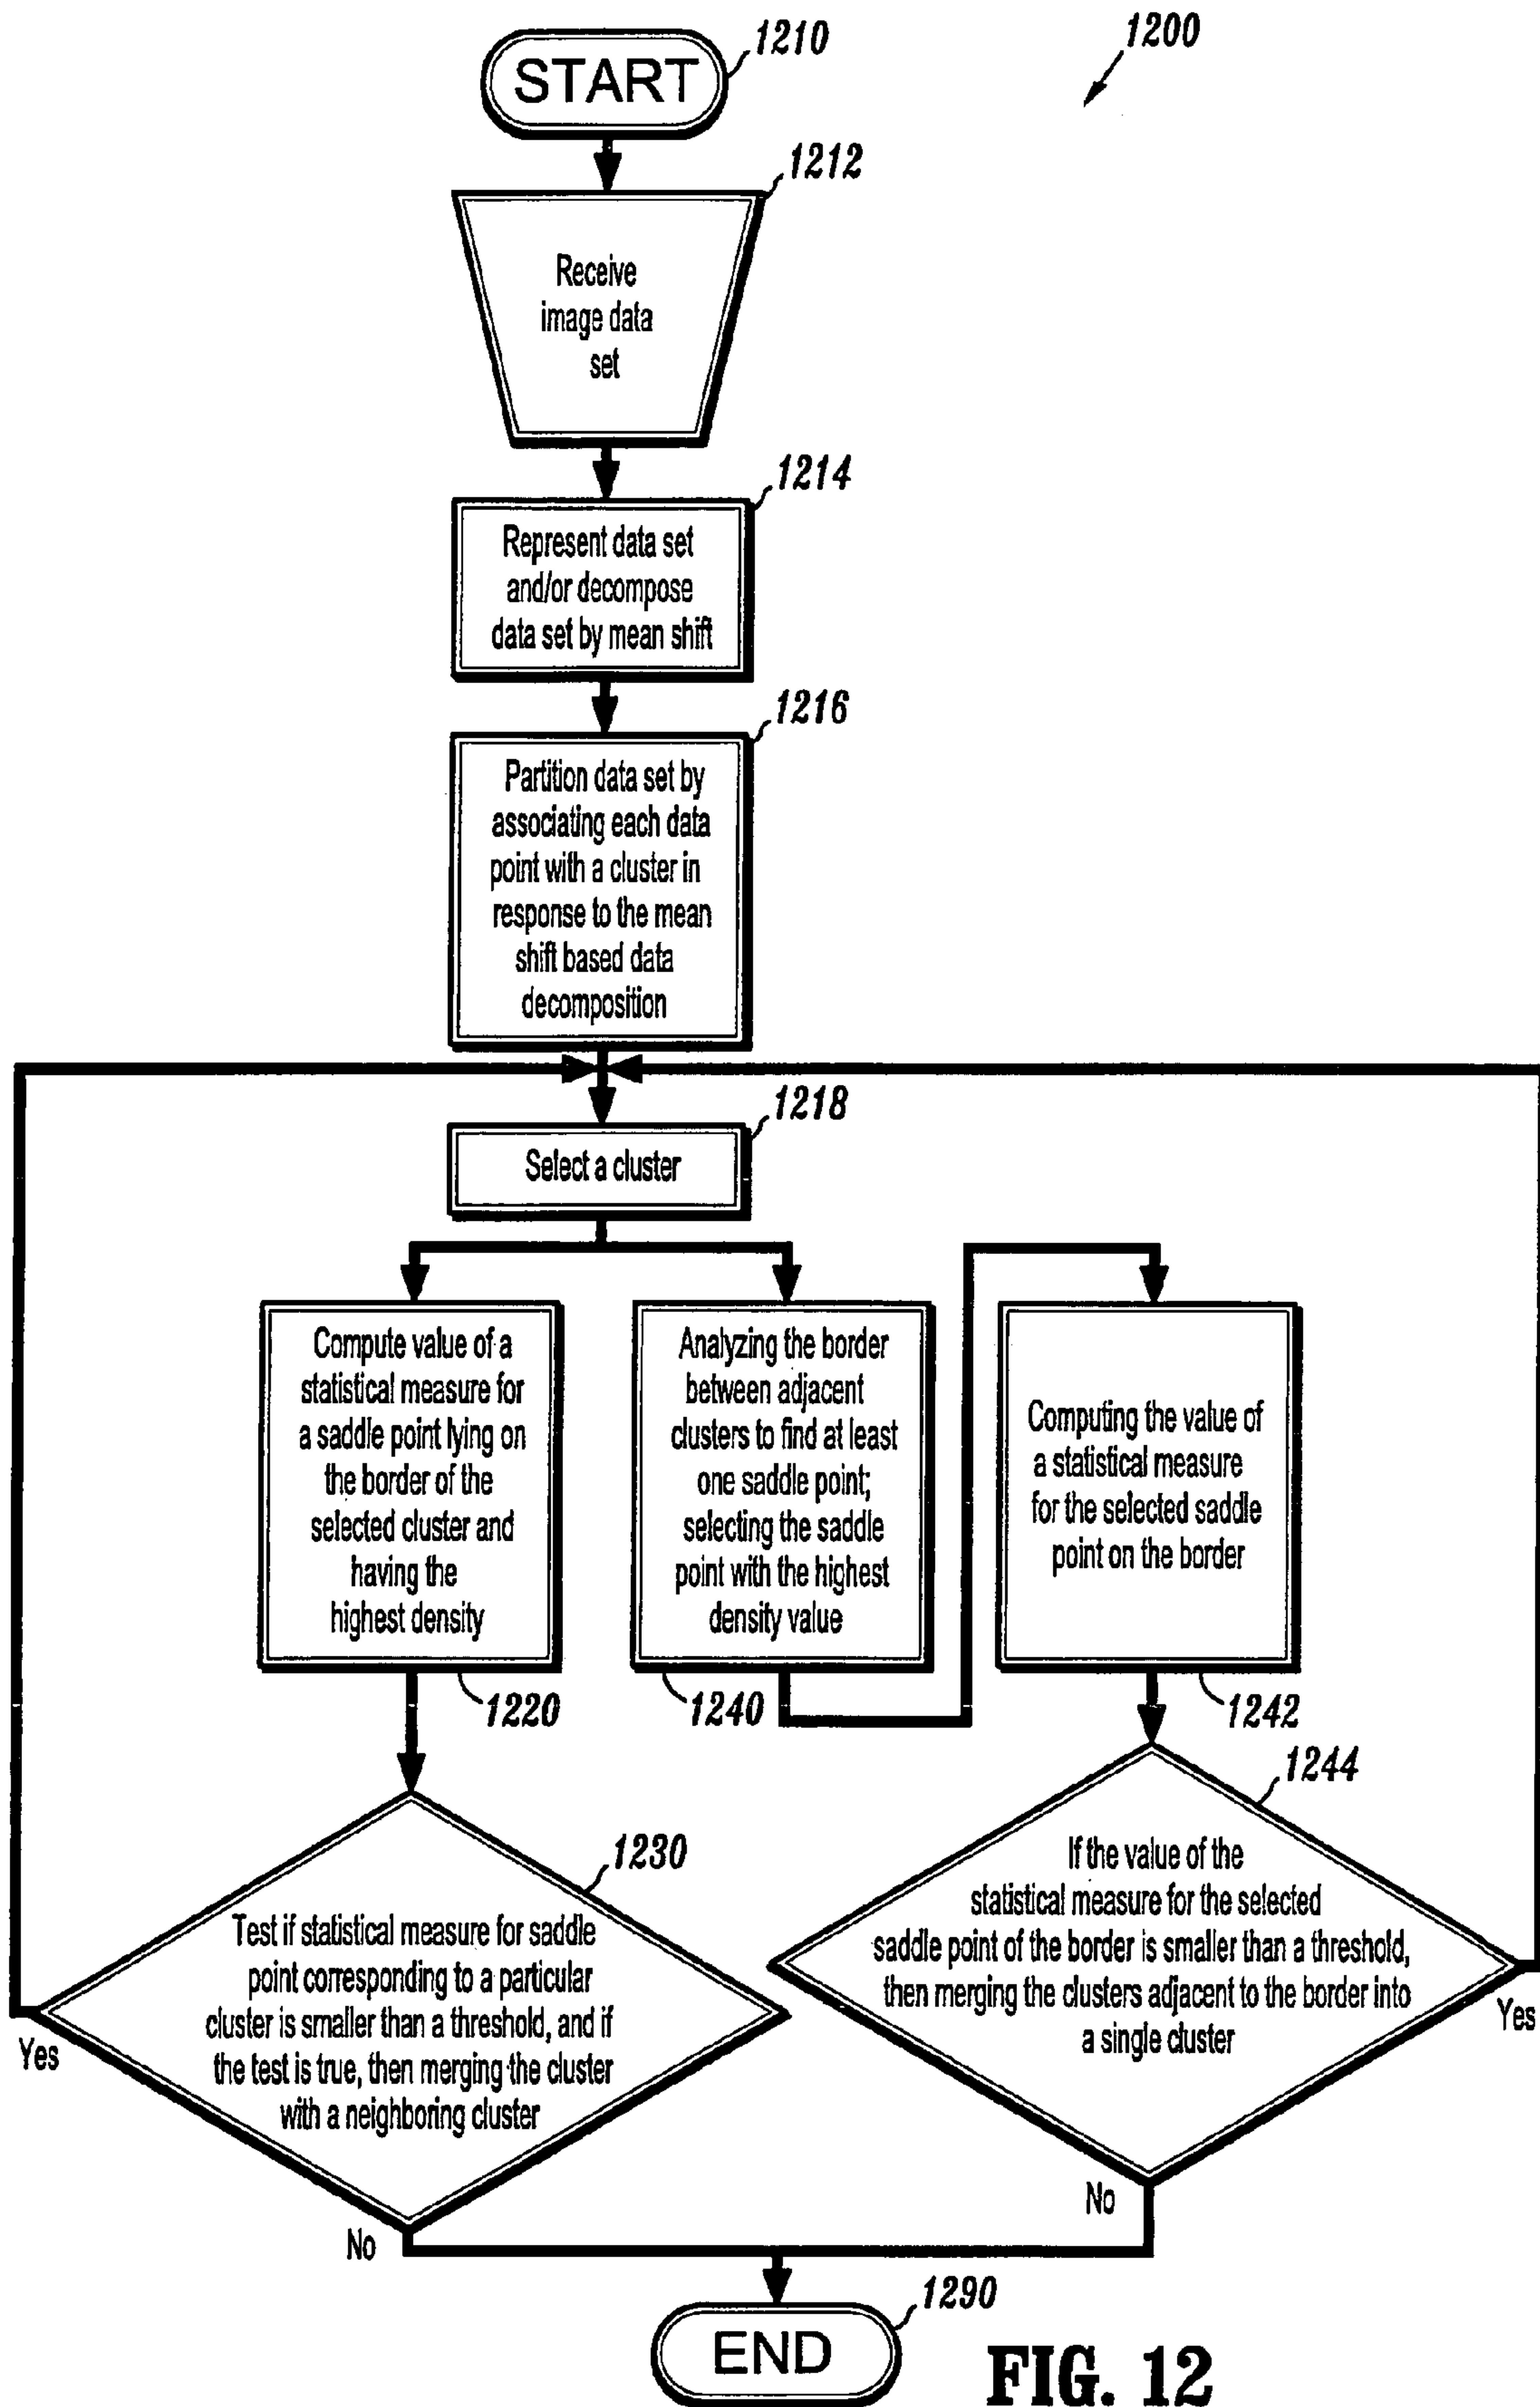 1200
START
1210
1212
Receive
image data
set
1214
Represent data set
and/or decompose
data set by mean shift
1216
Partition data set by
associating each data
point with a cluster in
response to the mean
shift based data
decomposition
1218
Select a cluster
Compute value of a
statistical measure for
a saddle point lying on
the border of the
selected cluster and
having the
highest density
1220
Analyzing the border
between adjacent
clusters to find at least
one saddle point;
selecting the saddle
point with the highest
density value
1240
Computing the value of
a statistical measure
for the selected saddle
point on the border
1242
1230
Test if statistical measure for saddle
point corresponding to a particular
cluster is smaller than a threshold, and if
the test is true, then merging the cluster
with a neighboring cluster
Yes
No
1244
If the value of the
statistical measure for the selected
saddle point of the border is smaller than a threshold,
then merging the clusters adjacent to the border into
a single cluster
Yes
No
1290
END
FIG. 12